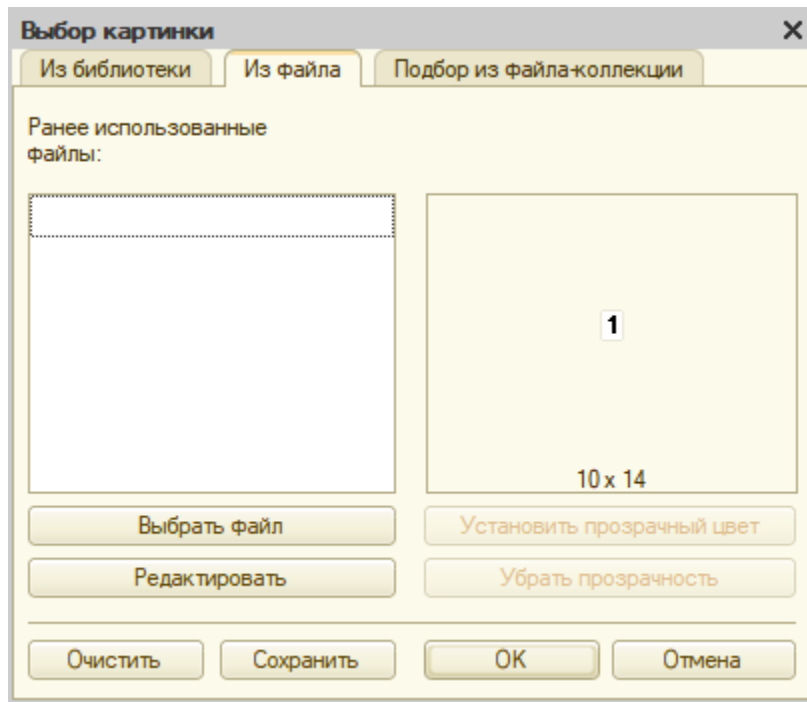 Выбор картинки
Из библиотеки
Из файла
Подбор из файла-коллекции
Ранее использованные
файлы:
1
10 x 14
Выбрать файл
Установить прозрачный цвет
Редактировать
Убрать прозрачность
Очистить
Сохранить
OK
Отмена